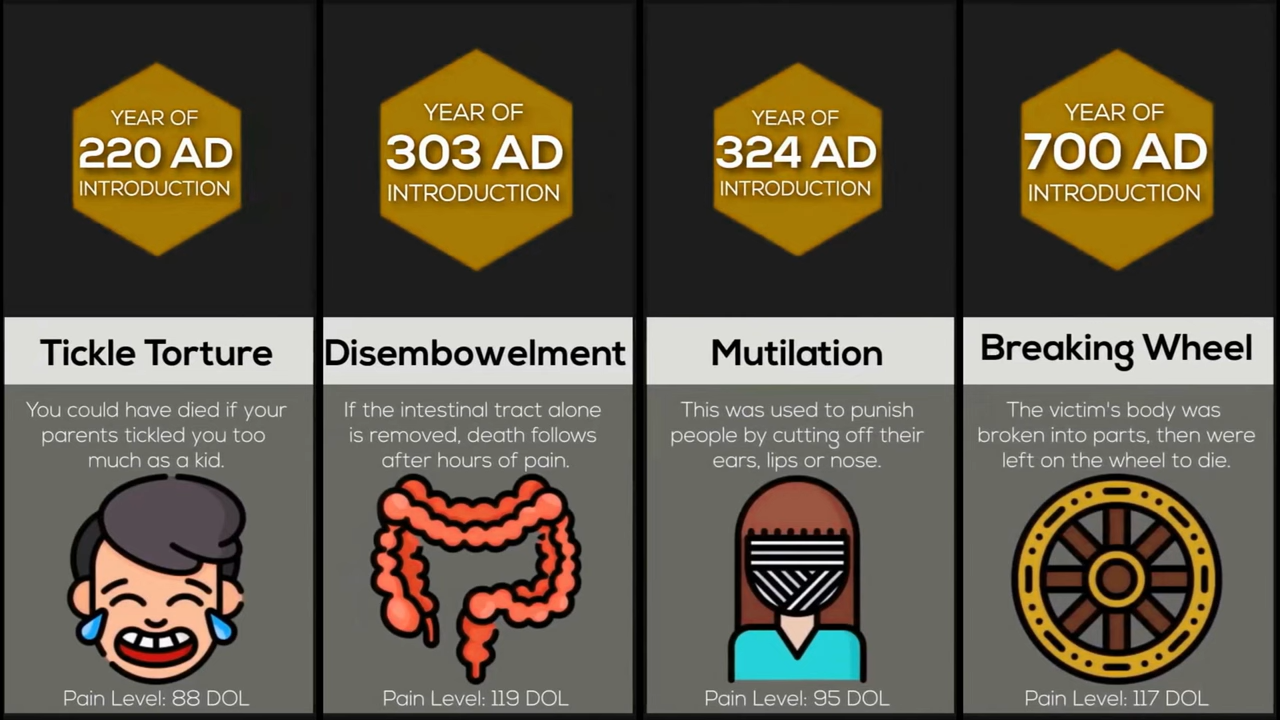 YEAR OF
220 AD
INTRODUCTION
Tickle Torture
You could have died if your
parents tickled you too
much as a kid.
Pain Level: 88 DOL
YEAR OF
303 AD
INTRODUCTION
Disembowelment
If the intestinal tract alone
is removed, death follows
after hours of pain.
Pain Level: 119 DOL
YEAR OF
324 AD
INTRODUCTION
Mutilation
This was used to punish
people by cutting off their
ears, lips or nose.
Pain Level: 95 DOL
YEAR OF
700 AD
INTRODUCTION
Breaking Wheel
The victim's body was
broken into parts, then were
left on the wheel to die.
Pain Level: 117 DOL